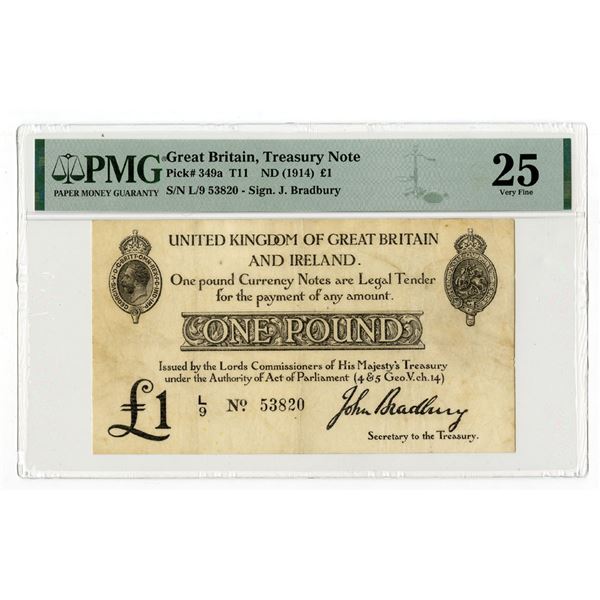 PMG
PAPER MONEY GUARANTY
Great Britain, Treasury Note
Pick# 349a T11 ND (1914) £1
S/N L/9 53820 - Sign. J. Bradbury
25
Very Fine
UNITED KINGDOM OF GREAT BRITAIN
AND IRELAND.
One pound Currency Notes are Legal Tender
for the payment of any amount.
ONE POUND
Issued by the Lords Commissioners of His Majesty's Treasury
under the Authority of Act of Parliament (4 & 5 Geo.V. ch.14)
£1 L/9 No 53820 John Bradbury
Secretary to the Treasury.